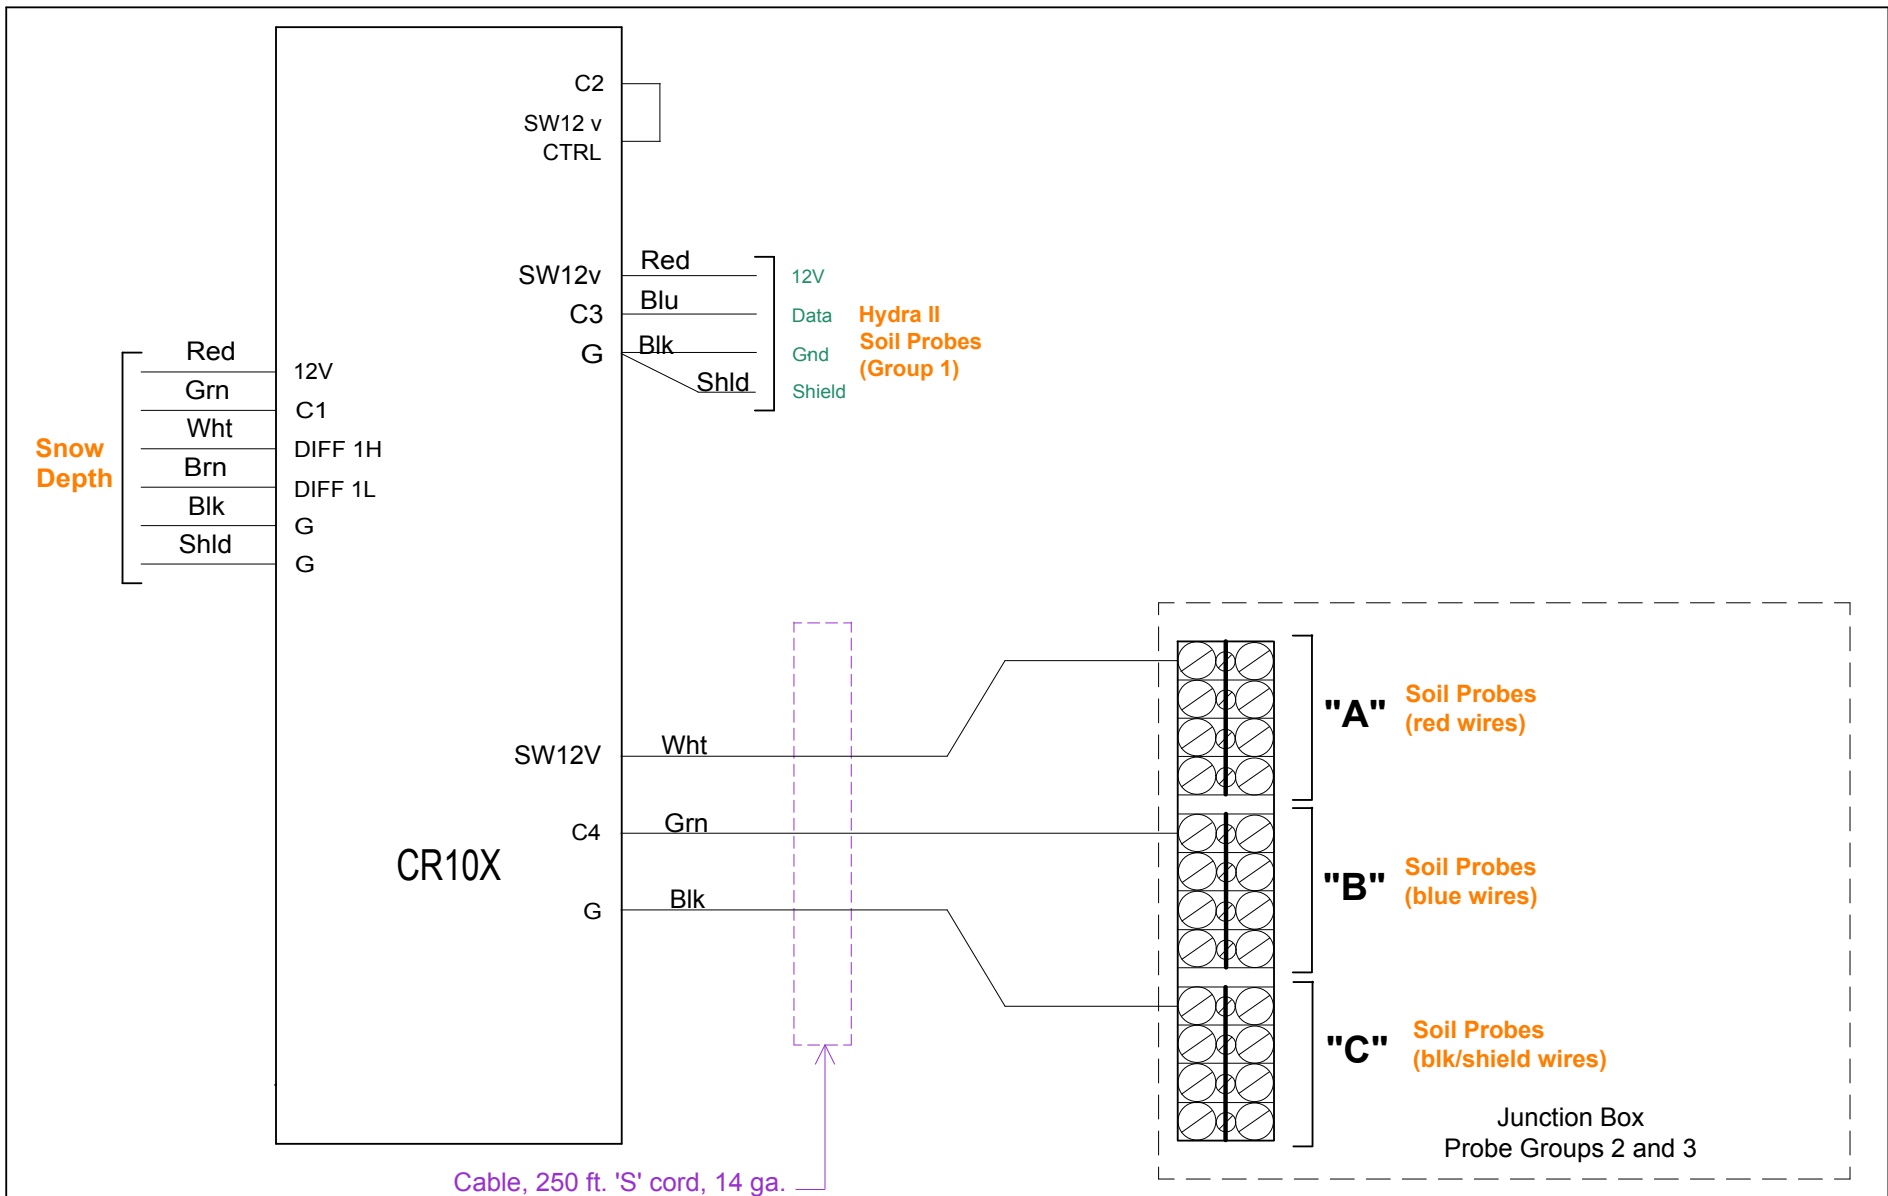 C2
SW12 v
CTRL
SW12v
Red
12V
C3
Blu
Data
G
Blk
Gnd
Shld
Shield
Hydra II
Soil Probes
(Group 1)
Snow
Depth
Red
12V
Grn
C1
Wht
DIFF 1H
Brn
DIFF 1L
Blk
G
Shld
G
SW12V
Wht
C4
Grn
CR10X
G
Blk
"A"
Soil Probes
(red wires)
"B"
Soil Probes
(blue wires)
"C"
Soil Probes
(blk/shield wires)
Junction Box
Probe Groups 2 and 3
Cable, 250 ft. 'S' cord, 14 ga.